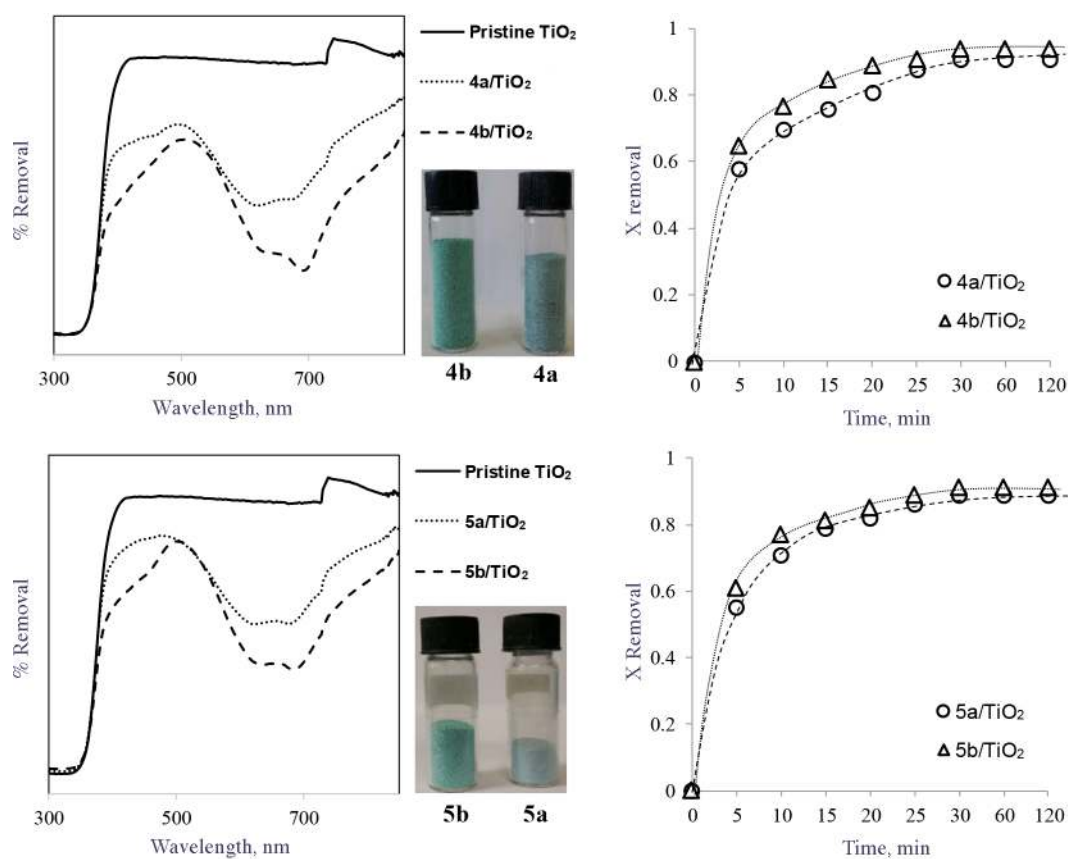 Pristine TiO₂
4a/TiO₂
4b/TiO₂
% Removal
300
500
700
Wavelength, nm
4b
4a
1
0.8
0.6
0.4
0.2
0
X removal
4a/TiO₂
4b/TiO₂
0 5 10 15 20 25 30 60 120
Time, min
Pristine TiO₂
5a/TiO₂
5b/TiO₂
% Removal
300
500
700
Wavelength, nm
5b
5a
1
0.8
0.6
0.4
0.2
0
X Removal
5a/TiO₂
5b/TiO₂
0 5 10 15 20 25 30 60 120
Time, min